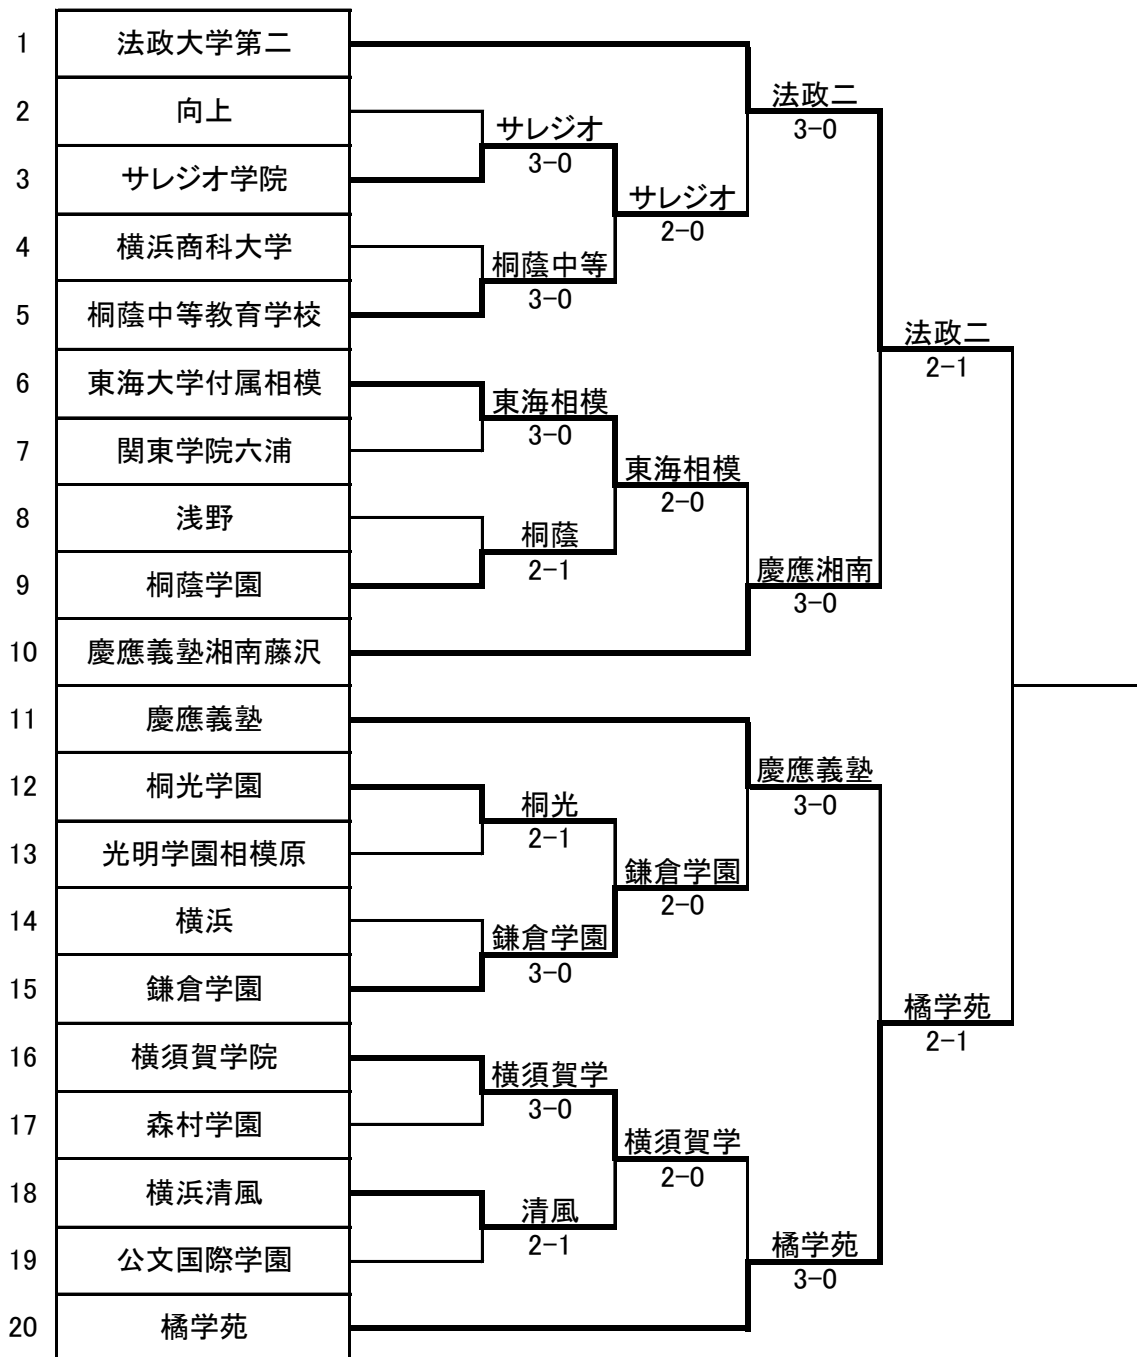 1 法政大学第二
2 向上
3 サレジオ学院
4 横浜商科大学
5 桐蔭中等教育学校
6 東海大学付属相模
7 関東学院六浦
8 浅野
9 桐蔭学園
10 慶應義塾湘南藤沢
11 慶應義塾
12 桐光学園
13 光明学園相模原
14 横浜
15 鎌倉学園
16 横須賀学院
17 森村学園
18 横浜清風
19 公文国際学園
20 橘学苑
サレジオ
3-0
桐蔭中等
3-0
東海相模
3-0
桐蔭
2-1
桐光
2-1
鎌倉学園
3-0
横須賀学
3-0
清風
2-1
サレジオ
2-0
東海相模
2-0
鎌倉学園
2-0
横須賀学
2-0
法政二
3-0
慶應湘南
3-0
慶應義塾
3-0
橘学苑
3-0
法政二
2-1
橘学苑
2-1